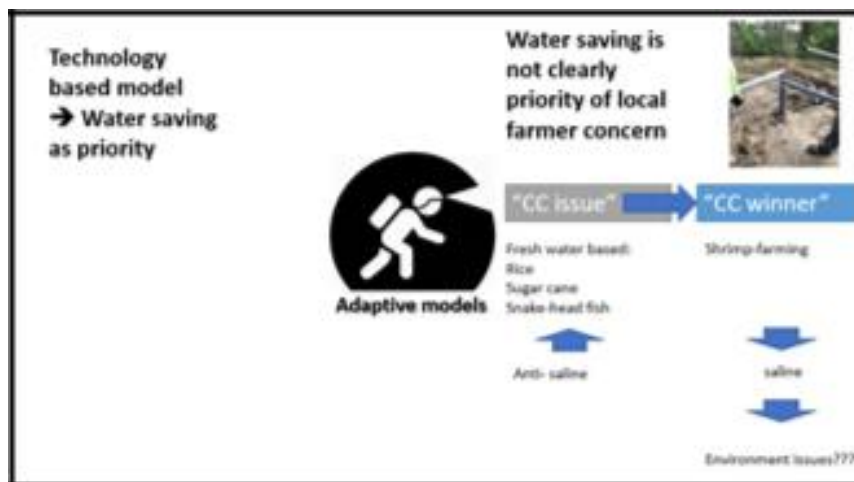 Technology
based model
➔ Water saving
as priority
Water saving is
not clearly
priority of local
farmer concern
"CC issue"
"CC winner"
Fresh water based:
Rice
Sugar cane
Snake-head fish
Shrimp-farming
Adaptive models
Anti- saline
saline
Environment Issues???